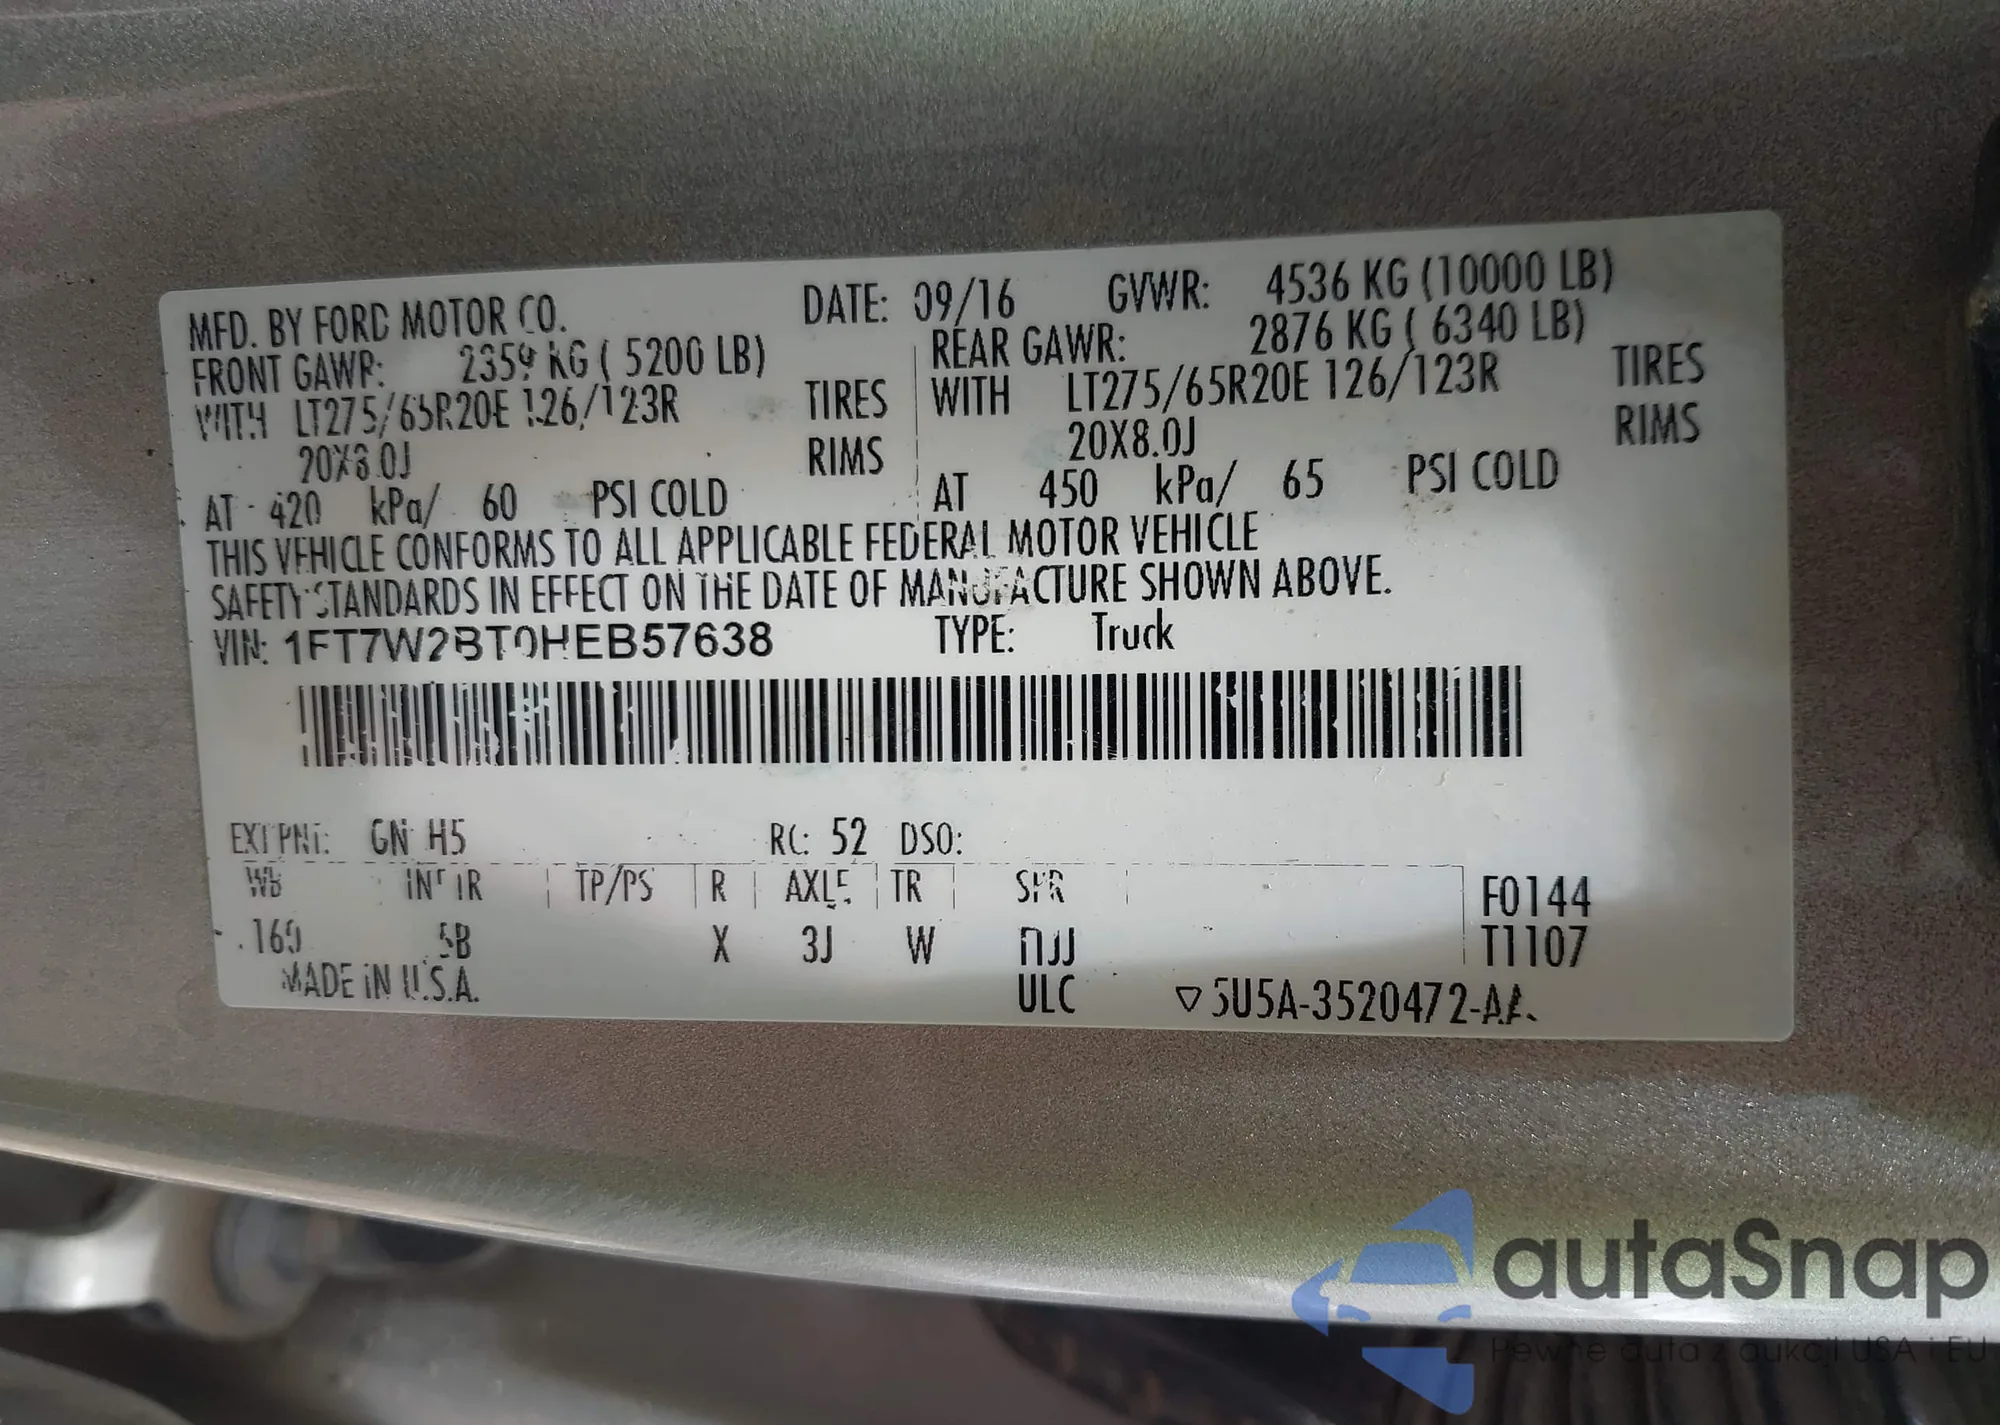 MFD. BY FORD MOTOR CO. DATE: 09/16 GVWR: 4536 KG (10000 LB)
FRONT GAWR: 2359 KG ( 5200 LB) REAR GAWR: 2876 KG ( 6340 LB)
WITH LT275/65R20E 126/123R TIRES WITH LT275/65R20E 126/123R TIRES
20X8.0J RIMS 20X8.0J RIMS
AT 420 kPa/ 60 PSI COLD AT 450 kPa/ 65 PSI COLD
THIS VEHICLE CONFORMS TO ALL APPLICABLE FEDERAL MOTOR VEHICLE
SAFETY STANDARDS IN EFFECT ON THE DATE OF MANUFACTURE SHOWN ABOVE.
VIN: 1FT7W2BT0HEB57638 TYPE: Truck
EXT PNT: GN H5 RC: 52 DSO:
WB INT TR TP/PS R AXLE TR SPR F0144
160 5B X 3J W T1107
MADE IN U.S.A. ULC ▽ 5U5A-3520472-AA
autaSnap
Pewne auta z aukcji USA i EU